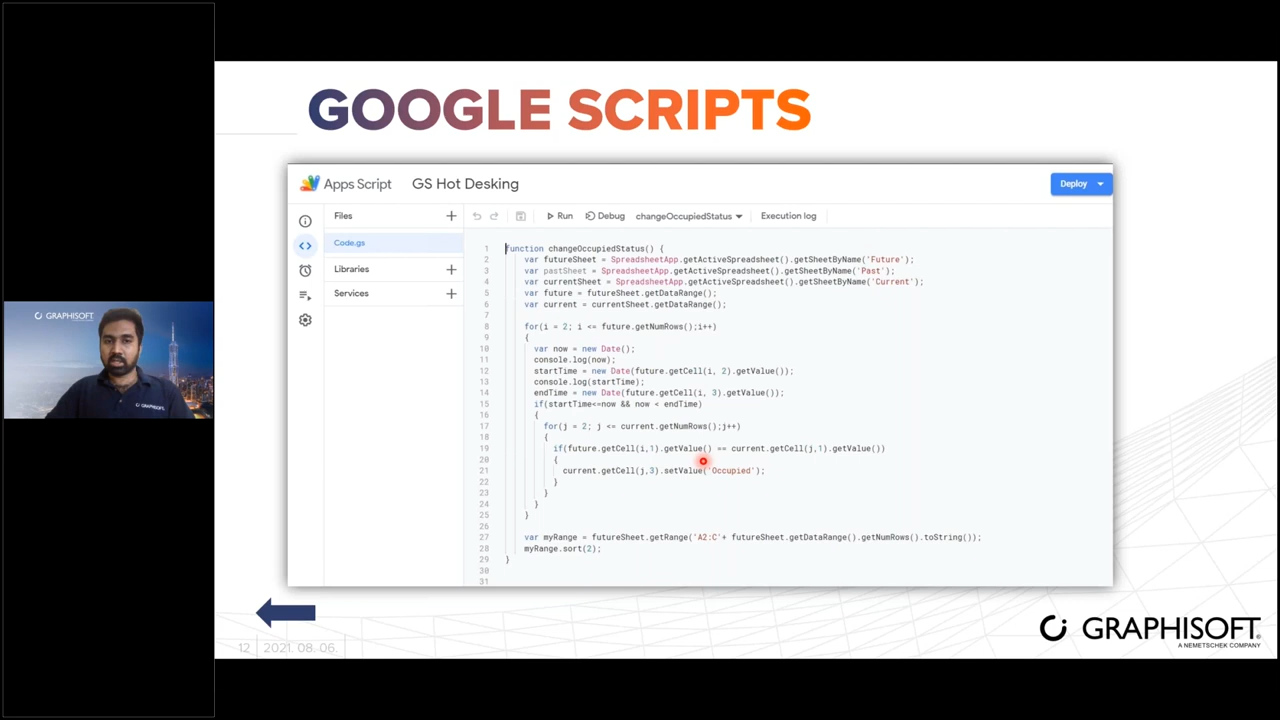 GOOGLE SCRIPTS
Apps Script
GS Hot Desking
Deploy
Files
Run
Debug
changeOccupiedStatus
Execution log
Code.gs
Libraries
Services
1 function changeOccupiedStatus() {
2 var futureSheet = SpreadsheetApp.getActiveSpreadsheet().getSheetByName('Future');
3 var pastSheet = SpreadsheetApp.getActiveSpreadsheet().getSheetByName('Past');
4 var currentSheet = SpreadsheetApp.getActiveSpreadsheet().getSheetByName('Current');
5 var future = futureSheet.getDataRange();
6 var current = currentSheet.getDataRange();
7
8 for(i = 2; i <= future.getNumRows();i++)
9 {
10 var now = new Date();
11 console.log(now);
12 startTime = new Date(future.getCell(i, 2).getValue());
13 console.log(startTime);
14 endTime = new Date(future.getCell(i, 3).getValue());
15 if(startTime<=now && now < endTime)
16 {
17 for(j = 2; j <= current.getNumRows();j++)
18 {
19 if(future.getCell(i,1).getValue() == current.getCell(j,1).getValue())
20 {
21 current.getCell(j,3).setValue('Occupied');
22 }
23 }
24 }
25 }
26
27 var myRange = futureSheet.getRange('A2:C'+ futureSheet.getDataRange().getNumRows().toString());
28 myRange.sort(2);
29 }
30
31
GRAPHISOFT
GRAPHISOFT
12 2021. 08. 06.
GRAPHISOFT
A NEMETSCHEK COMPANY